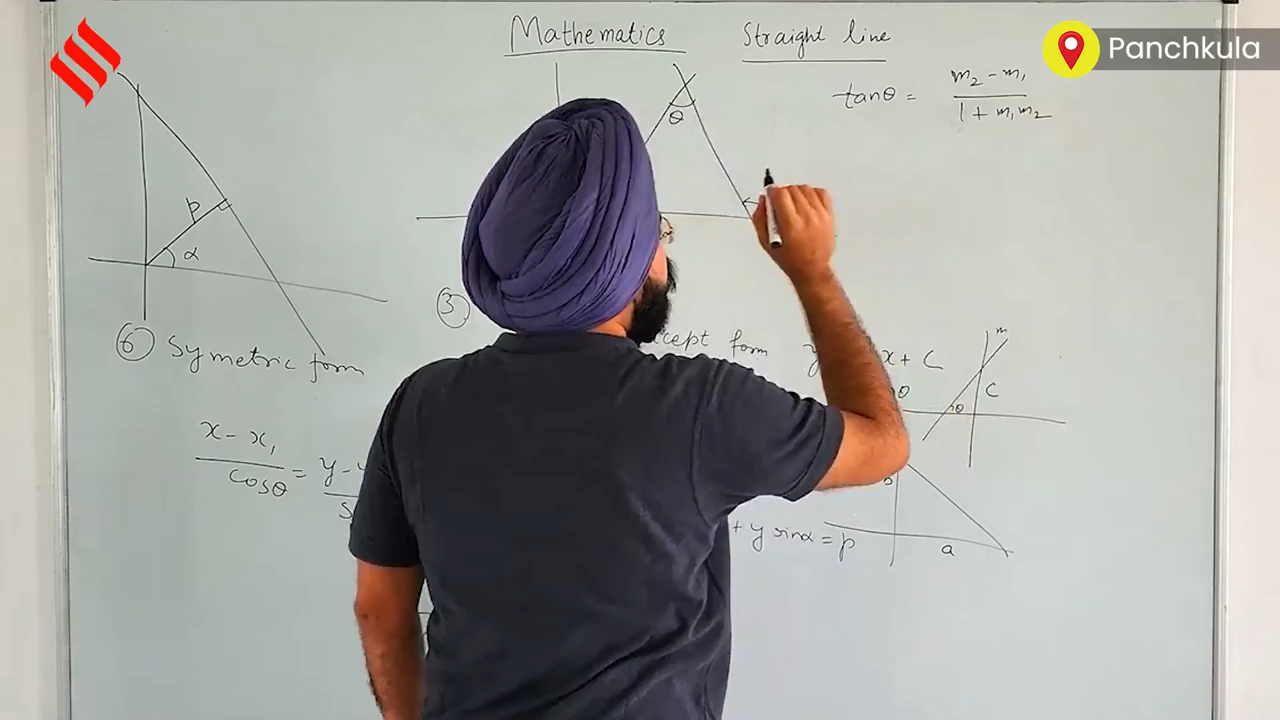 Mathematics
Straight line
Panchkula
tanθ = m₂ - m₁ / 1 + m₁m₂
θ
p
α
③
cept form
y
x + c
m
c
θ
θ
⑥ Symetric form
x - x₁ / cosθ = y -
b
+ y sinα = p
a